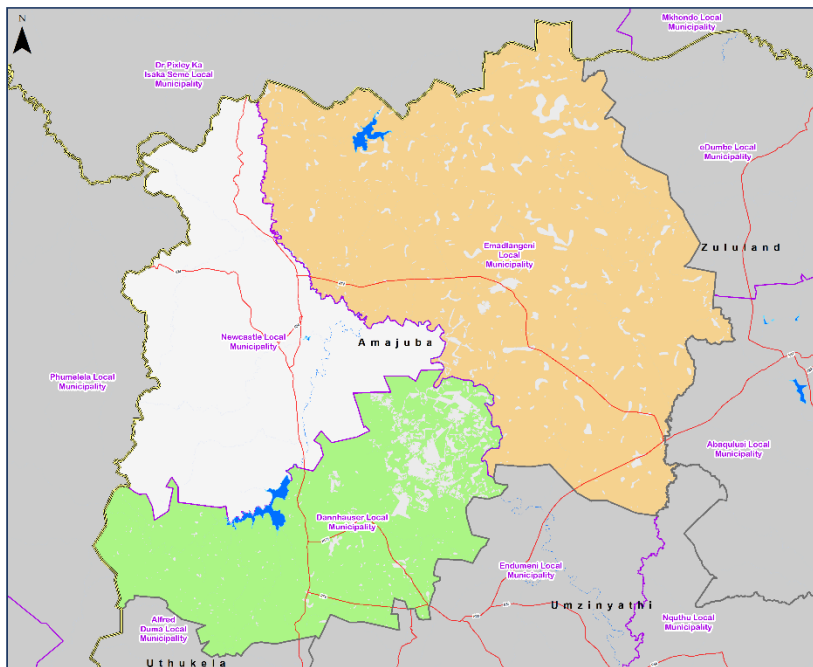 N
Mkhondo Local
Municipality
Dr Pixley Ka
Isaka Seme Local
Municipality
eDumbe Local
Municipality
Zululand
Emadlangeni
Local
Municipality
Newcastle Local
Municipality
Amajuba
Phumelela Local
Municipality
Abaqulusi Local
Municipality
Dannhauser Local
Municipality
Endumeni Local
Municipality
Umzinyathi
Nquthu Local
Municipality
Alfred
Duma Local
Municipality
Uthukela